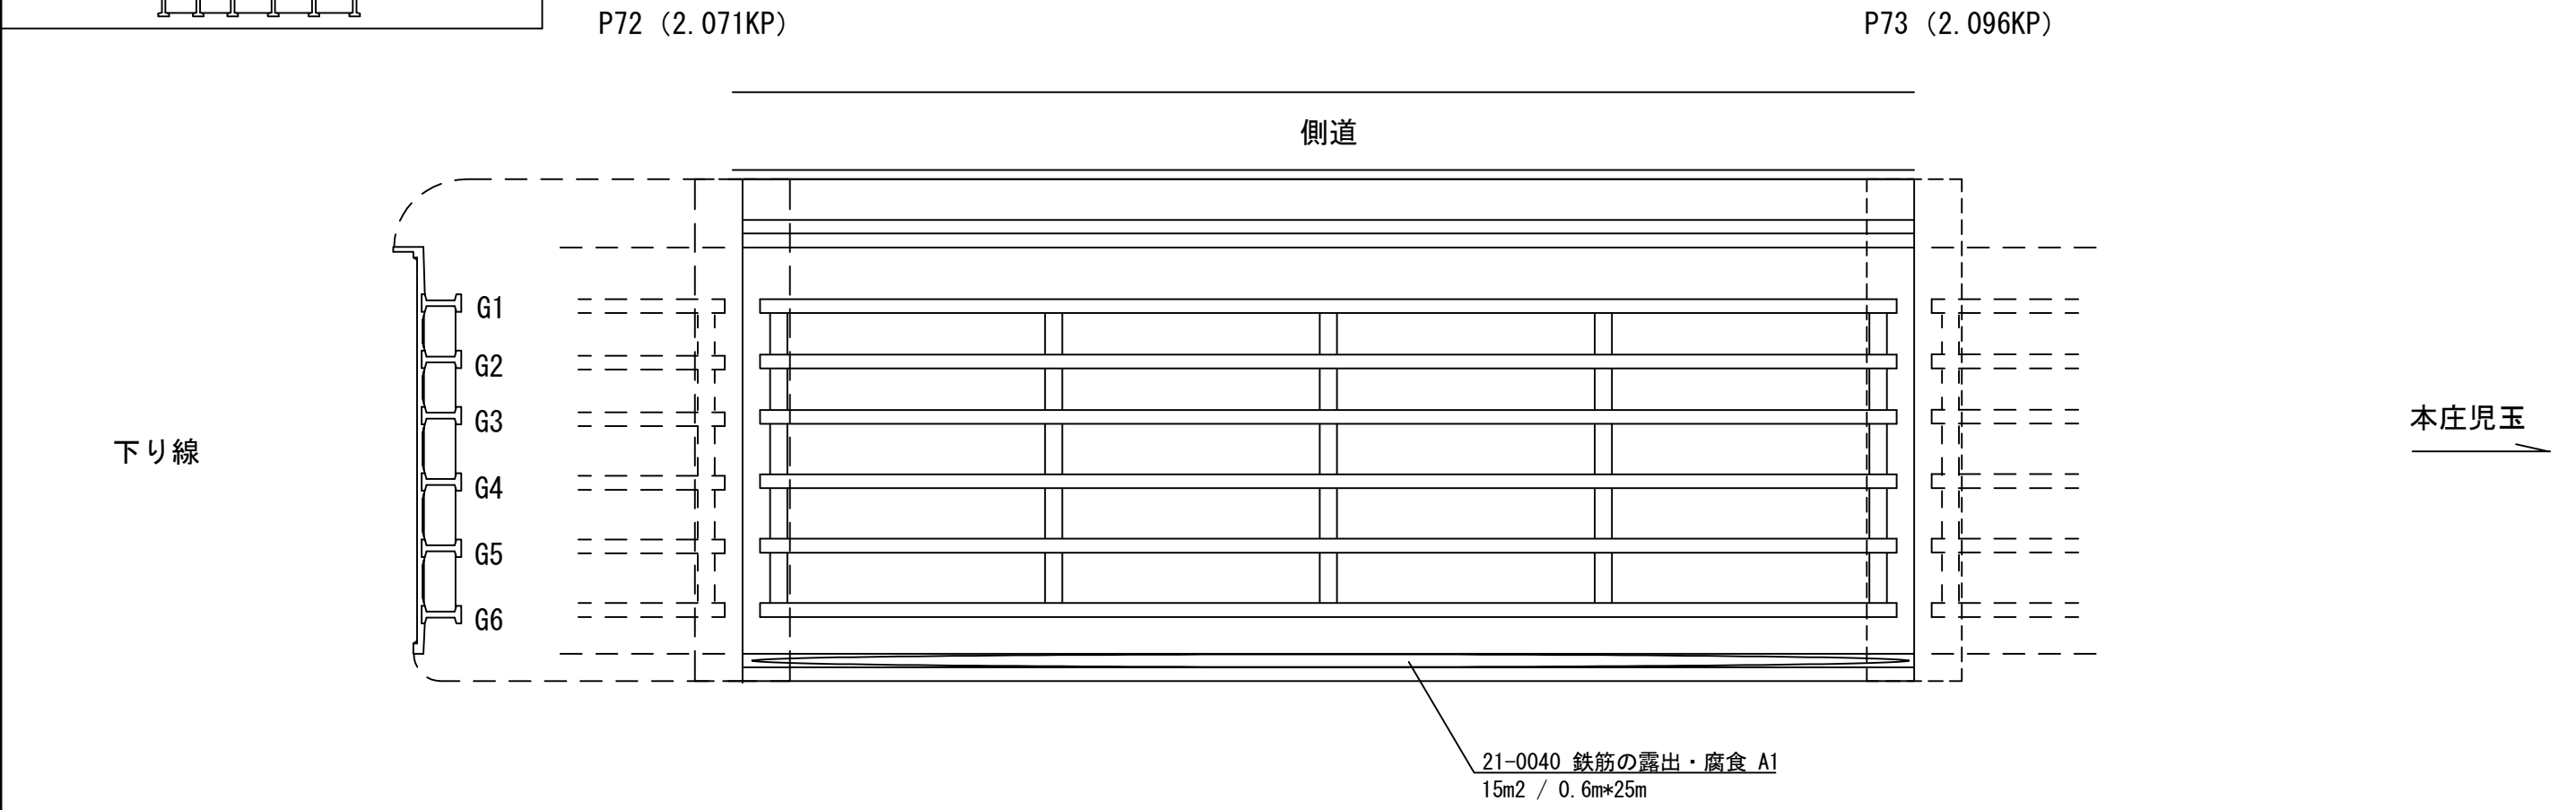 P72 (2.071KP)
P73 (2.096KP)
側道
G1
G2
G3
G4
G5
G6
下り線
本庄児玉
21-0040 鉄筋の露出・腐食 A1
15m2 / 0.6m*25m